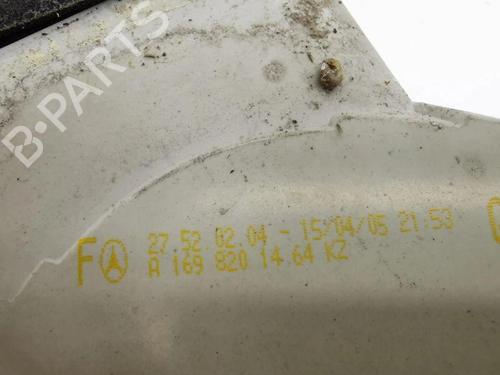 B-PARTS
F 27 52 02.04 - 15/04/05 21:53
A 169 820 14 64 KZ